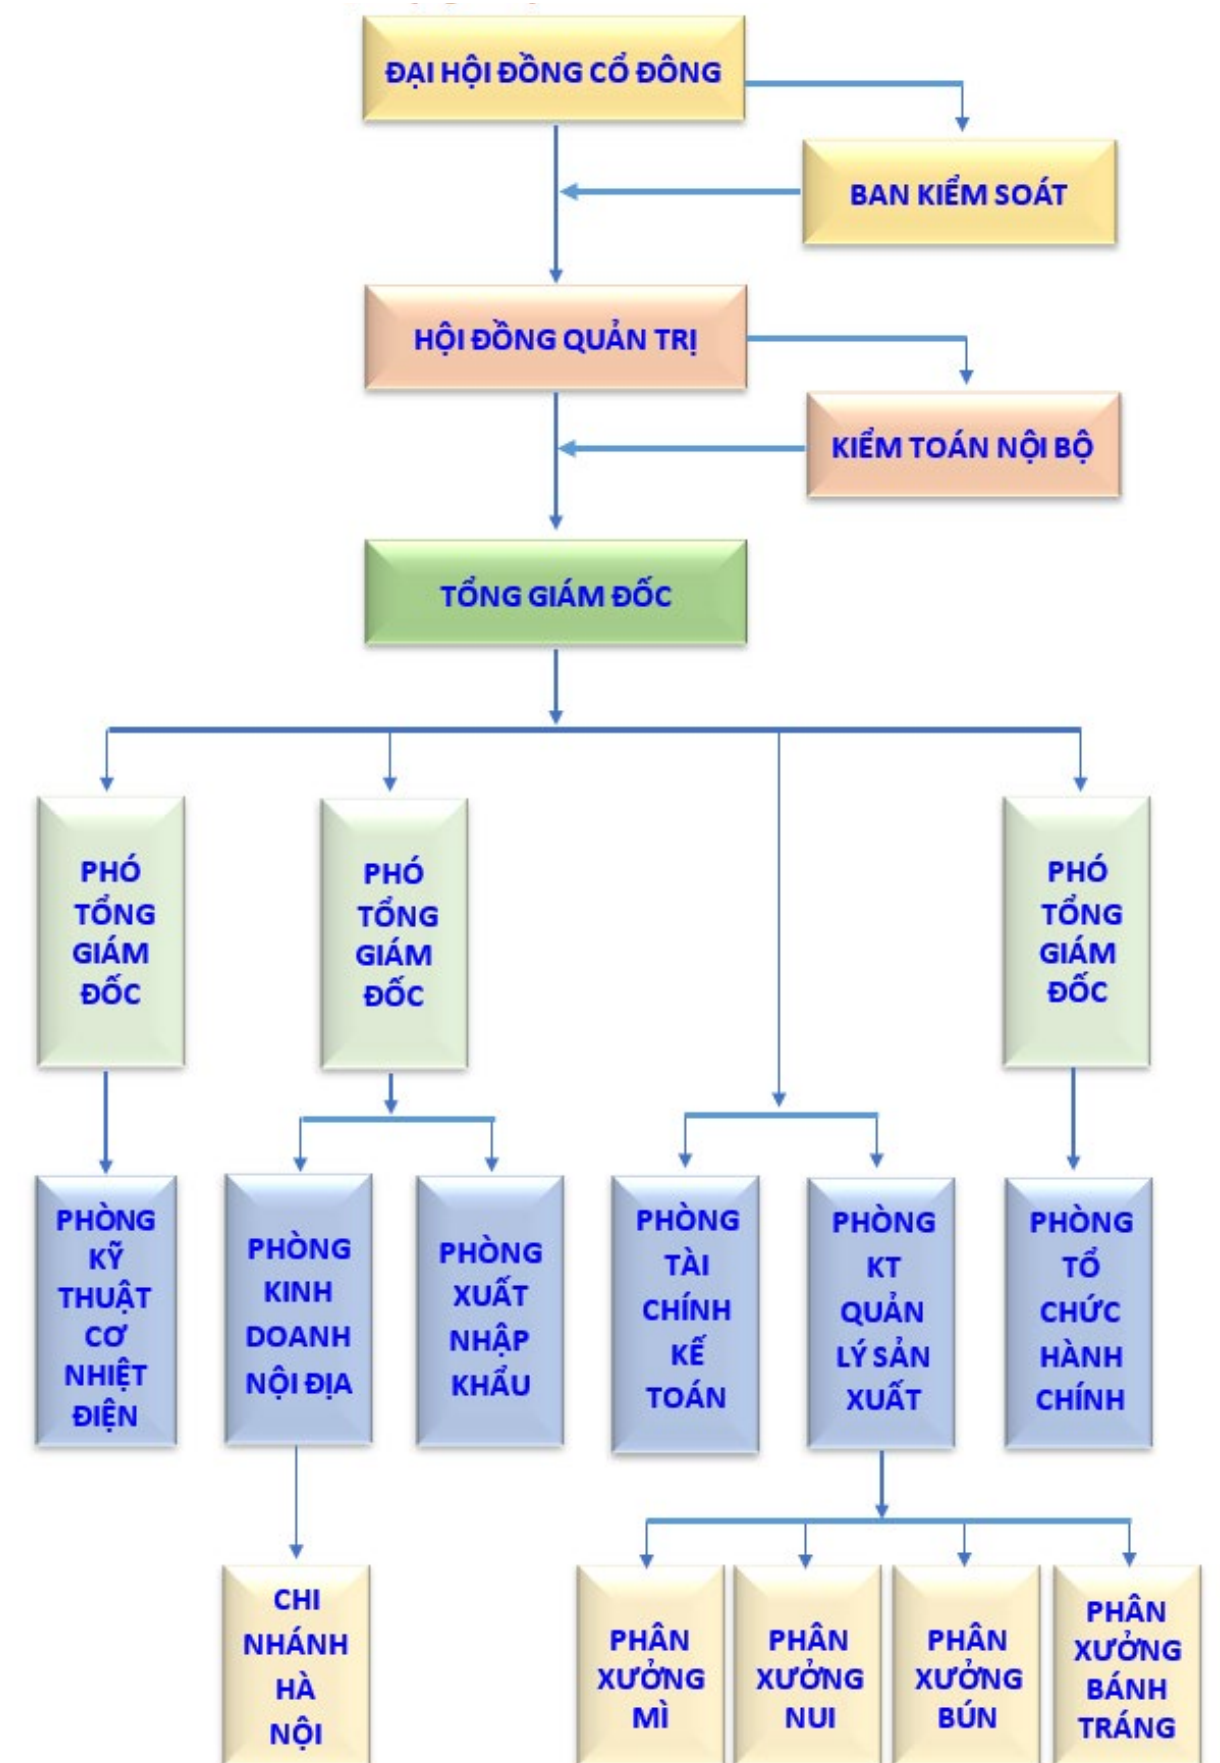 ĐẠI HỘI ĐỒNG CỔ ĐÔNG
BAN KIỂM SOÁT
HỘI ĐỒNG QUẢN TRỊ
KIỂM TOÁN NỘI BỘ
TỔNG GIÁM ĐỐC
PHÓ
TỔNG
GIÁM
ĐỐC
PHÓ
TỔNG
GIÁM
ĐỐC
PHÓ
TỔNG
GIÁM
ĐỐC
PHÒNG
KỸ
THUẬT
CƠ
NHIỆT
ĐIỆN
PHÒNG
KINH
DOANH
NỘI ĐỊA
PHÒNG
XUẤT
NHẬP
KHẨU
PHÒNG
TÀI
CHÍNH
KẾ
TOÁN
PHÒNG
KT
QUẢN
LÝ SẢN
XUẤT
PHÒNG
TỔ
CHỨC
HÀNH
CHÍNH
CHI
NHÁNH
HÀ
NỘI
PHÂN
XƯỞNG
MÌ
PHÂN
XƯỞNG
NUI
PHÂN
XƯỞNG
BÚN
PHÂN
XƯỞNG
BÁNH
TRÁNG